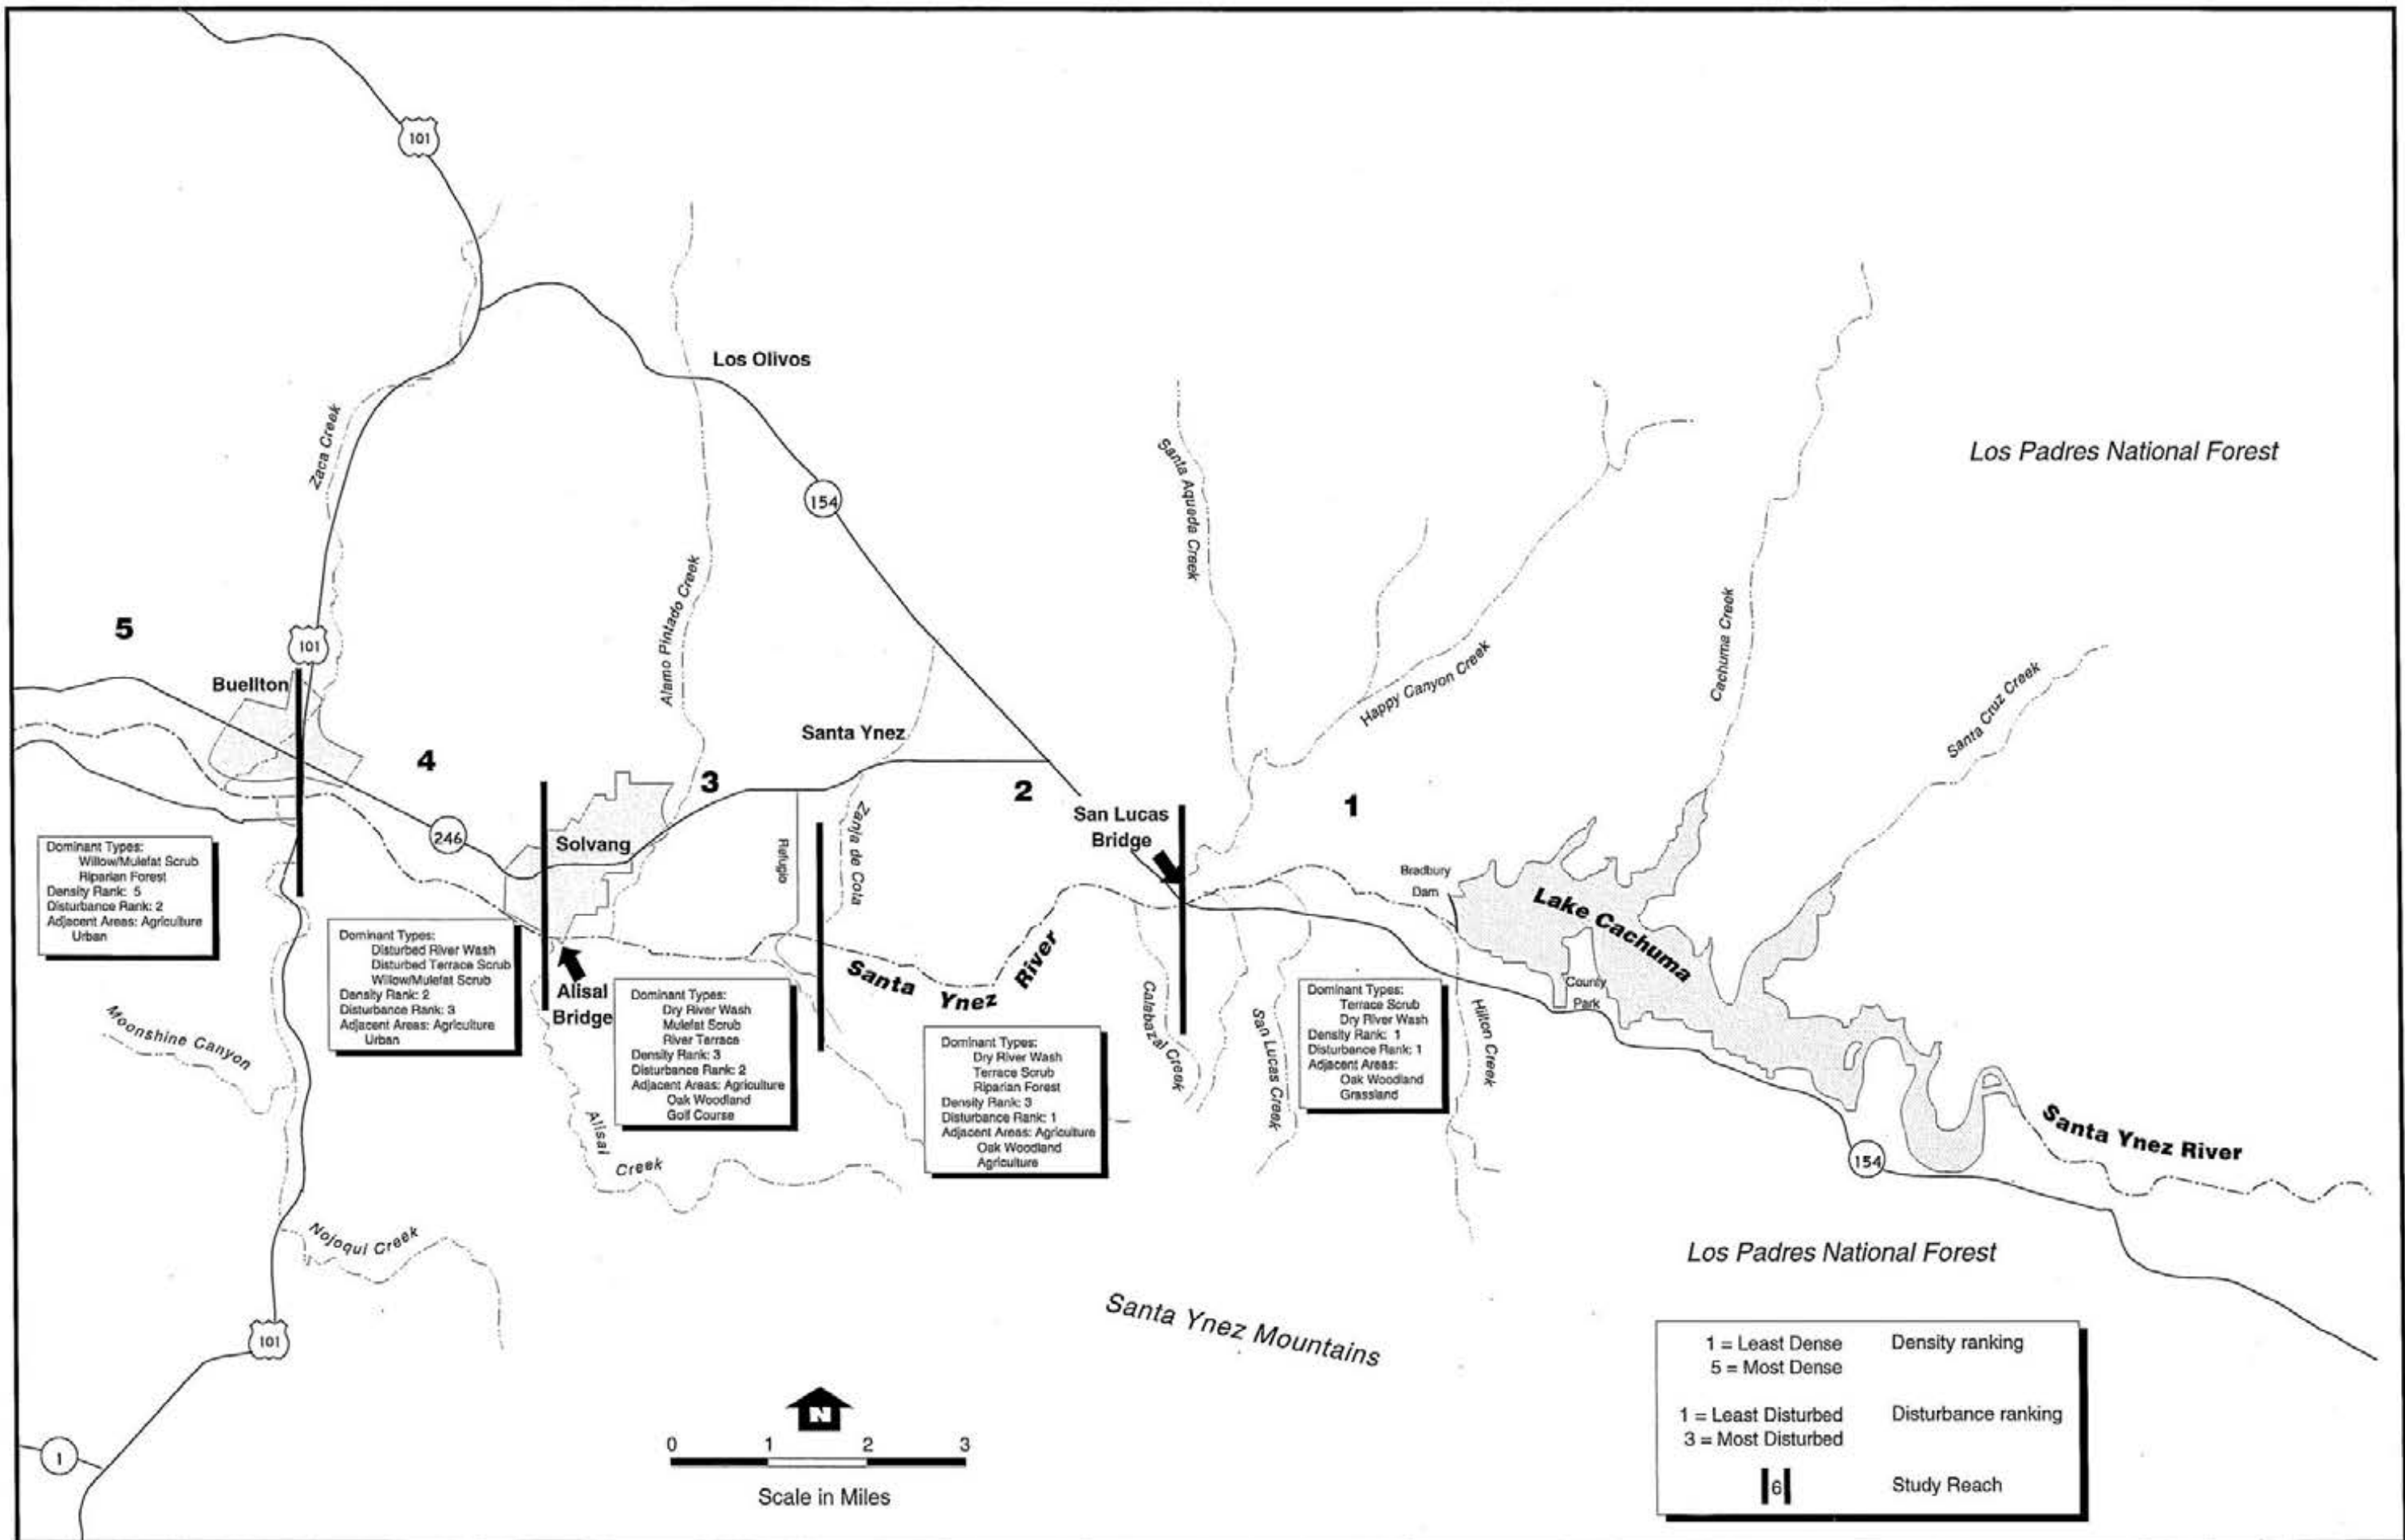 101
Los Olivos
Zaca Creek
154
Santa Aqueda Creek
Los Padres National Forest
Alamo Pintado Creek
Cachuma Creek
5
101
Buellton
Happy Canyon Creek
Santa Cruz Creek
Santa Ynez
4
3
2
1
San Lucas
Bridge
246
Solvang
Refugio
Zanja de Cola
Bradbury
Dam
Lake Cachuma
Dominant Types:
Willow/Mulefat Scrub
Riparian Forest
Density Rank: 5
Disturbance Rank: 2
Adjacent Areas: Agriculture
Urban
Dominant Types:
Disturbed River Wash
Disturbed Terrace Scrub
Willow/Mulefat Scrub
Density Rank: 2
Disturbance Rank: 3
Adjacent Areas: Agriculture
Urban
Alisal
Bridge
Dominant Types:
Dry River Wash
Mulefat Scrub
River Terrace
Density Rank: 3
Disturbance Rank: 2
Adjacent Areas: Agriculture
Oak Woodland
Golf Course
Santa Ynez River
Dominant Types:
Dry River Wash
Terrace Scrub
Riparian Forest
Density Rank: 3
Disturbance Rank: 1
Adjacent Areas: Agriculture
Oak Woodland
Agriculture
Calabazal Creek
San Lucas Creek
Dominant Types:
Terrace Scrub
Dry River Wash
Density Rank: 1
Disturbance Rank: 1
Adjacent Areas:
Oak Woodland
Grassland
Hilton Creek
County
Park
Moonshine Canyon
Alisal Creek
Santa Ynez River
154
Nojoqui Creek
Los Padres National Forest
Santa Ynez Mountains
101
1
N
0 1 2 3
Scale in Miles
1 = Least Dense Density ranking
5 = Most Dense
1 = Least Disturbed Disturbance ranking
3 = Most Disturbed
6 Study Reach